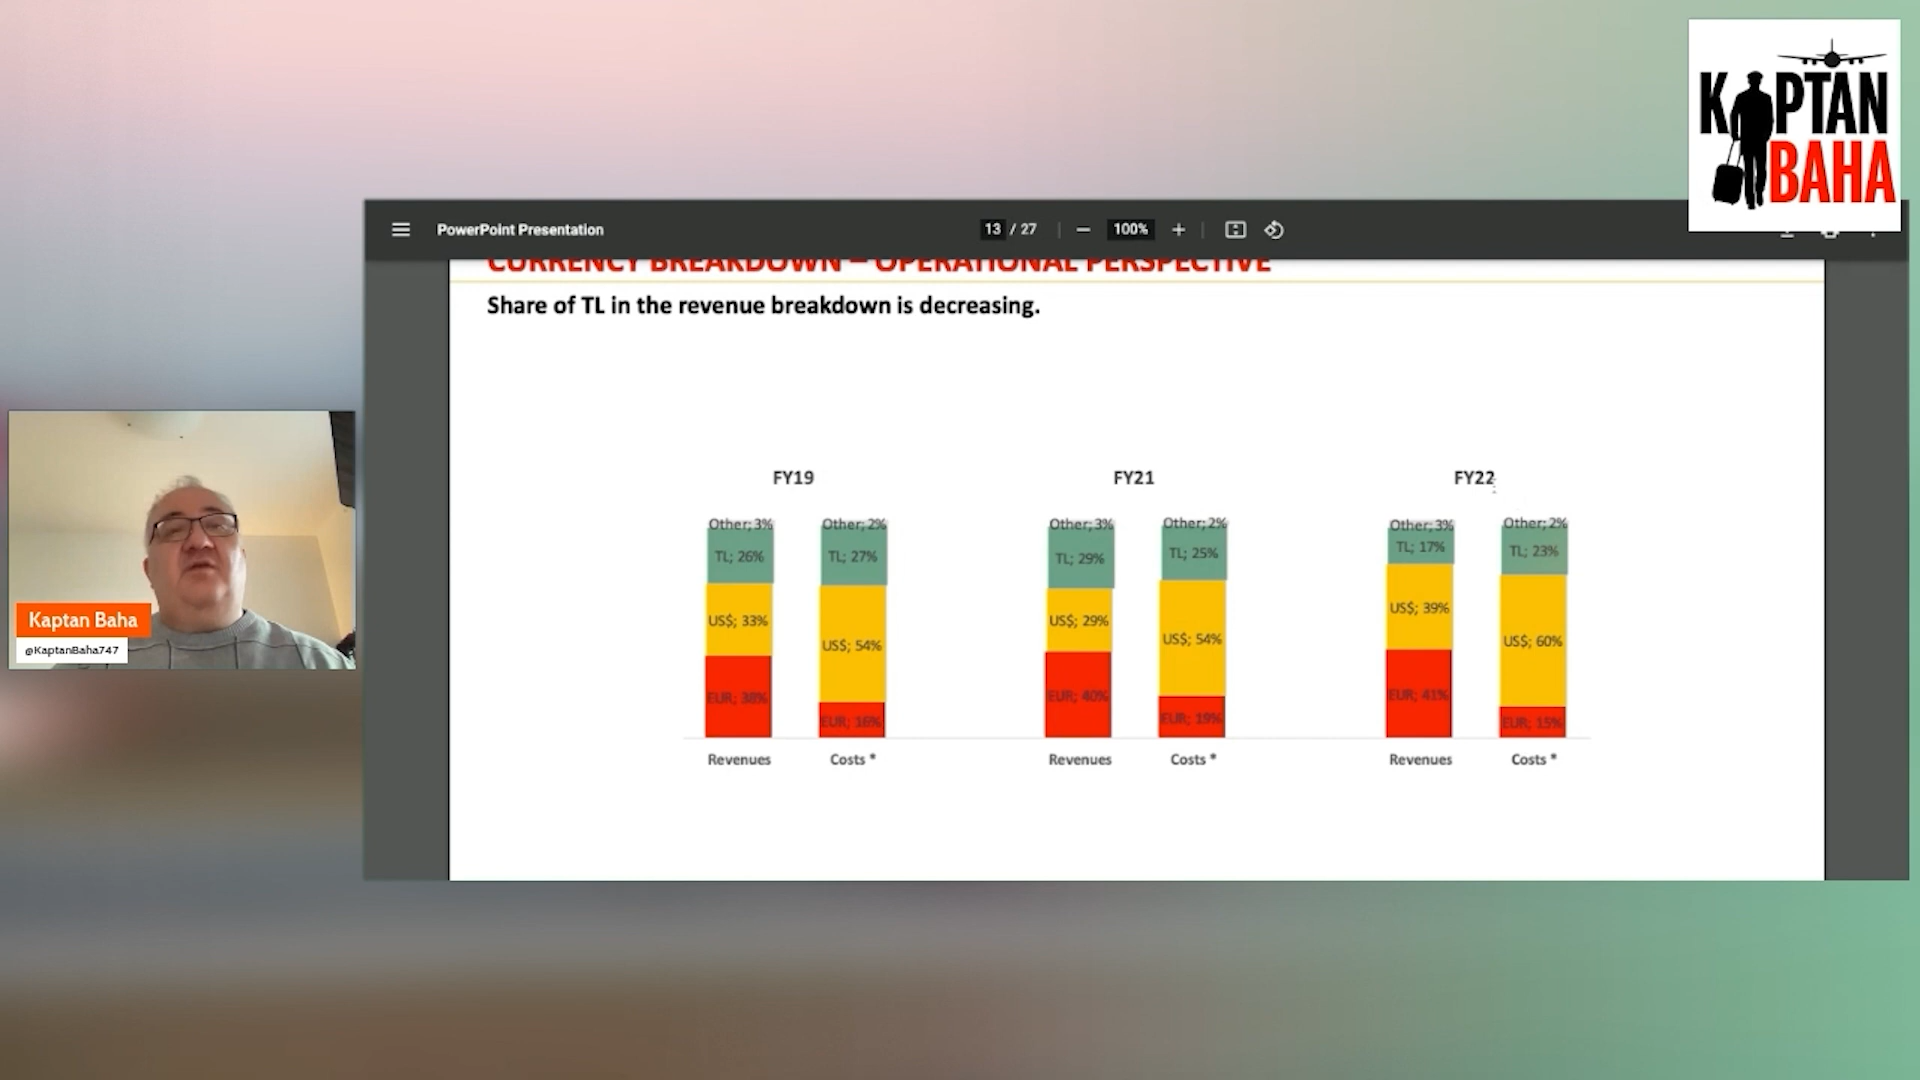 KAPTAN
BAHA
PowerPoint Presentation
13 / 27
100%
CURRENCY BREAKDOWN – OPERATIONAL PERSPECTIVE
Share of TL in the revenue breakdown is decreasing.
FY19
FY21
FY22
Other; 3%
Other; 2%
Other; 3%
Other; 2%
Other; 3%
Other; 2%
TL; 26%
TL; 27%
TL; 29%
TL; 25%
TL; 17%
TL; 23%
US$; 33%
US$; 54%
US$; 29%
US$; 54%
US$; 39%
US$; 60%
EUR; 38%
EUR; 16%
EUR; 40%
EUR; 19%
EUR; 41%
EUR; 15%
Revenues
Costs *
Revenues
Costs *
Revenues
Costs *
Kaptan Baha
@KaptanBaha747